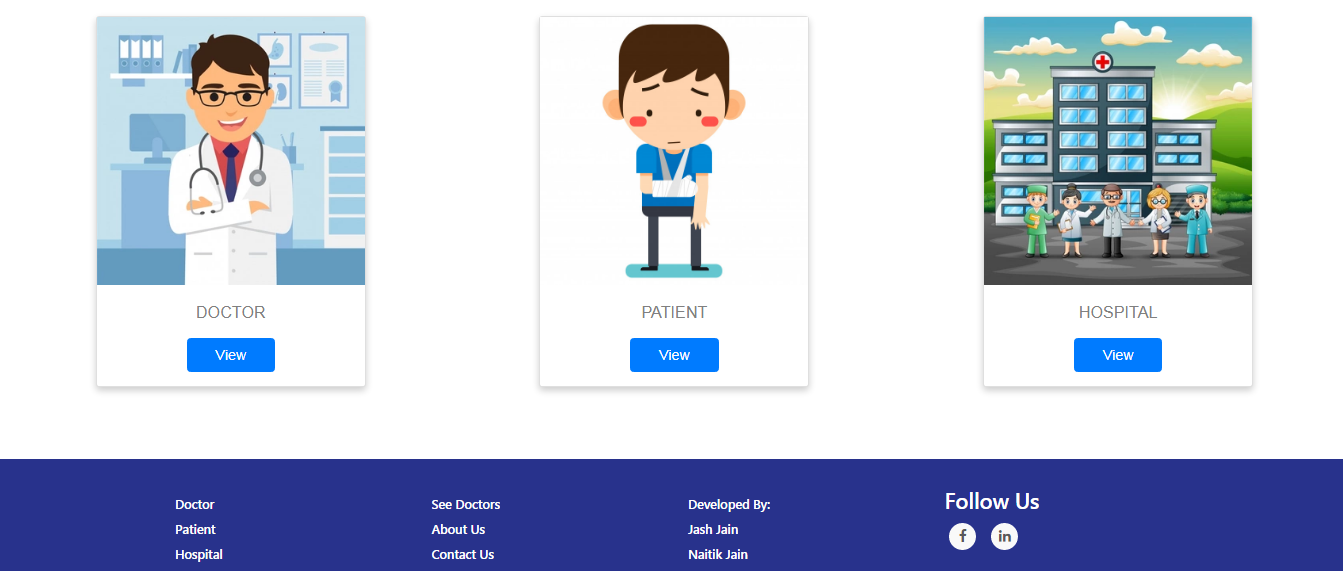 DOCTOR
View
PATIENT
View
HOSPITAL
View
Doctor
Patient
Hospital
See Doctors
About Us
Contact Us
Developed By:
Jash Jain
Naitik Jain
Follow Us
f
in